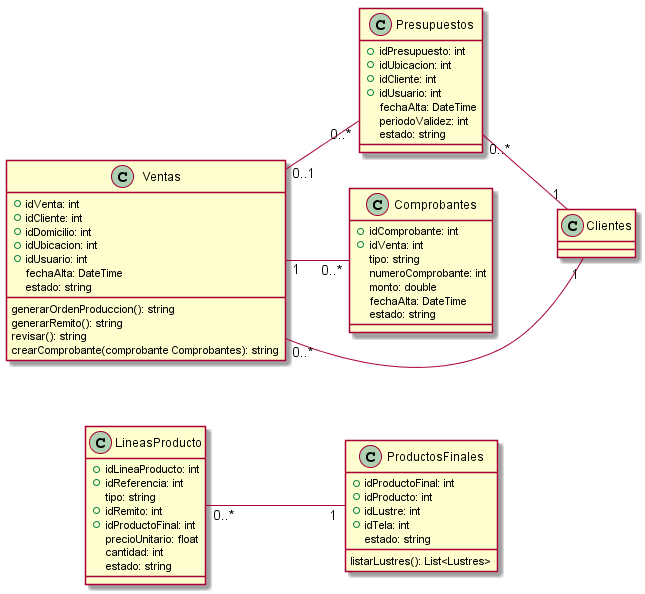 C Presupuestos
idPresupuesto: int
idUbicacion: int
idCliente: int
idUsuario: int
fechaAlta: DateTime
periodoValidez: int
estado: string
0..*
0..*
0..1
C Ventas
idVenta: int
idCliente: int
idDomicilio: int
idUbicacion: int
idUsuario: int
fechaAlta: DateTime
estado: string
generarOrdenProduccion(): string
generarRemito(): string
revisar(): string
crearComprobante(comprobante Comprobantes): string
1
0..*
0..*
C Comprobantes
idComprobante: int
idVenta: int
tipo: string
numeroComprobante: int
monto: double
fechaAlta: DateTime
estado: string
1
C Clientes
1
C LineasProducto
idLineaProducto: int
idReferencia: int
tipo: string
idRemito: int
idProductoFinal: int
precioUnitario: float
cantidad: int
estado: string
0..*
1
C ProductosFinales
idProductoFinal: int
idProducto: int
idLustre: int
idTela: int
estado: string
listarLustres(): List<Lustres>